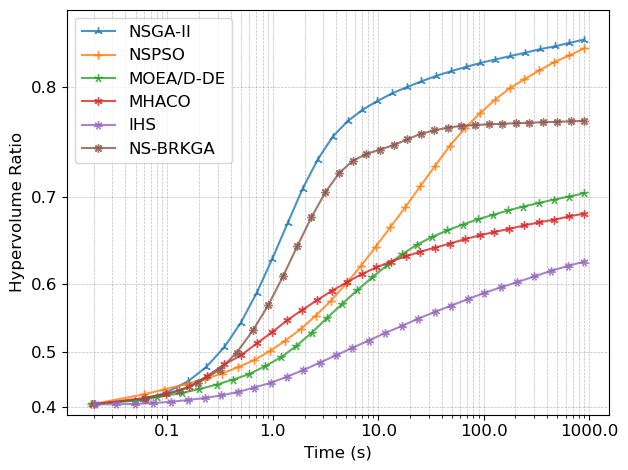 NSGA-II
NSPSO
MOEA/D-DE
MHACO
IHS
NS-BRKGA
Hypervolume Ratio
0.8
0.7
0.6
0.5
0.4
0.1
1.0
10.0
100.0
1000.0
Time (s)